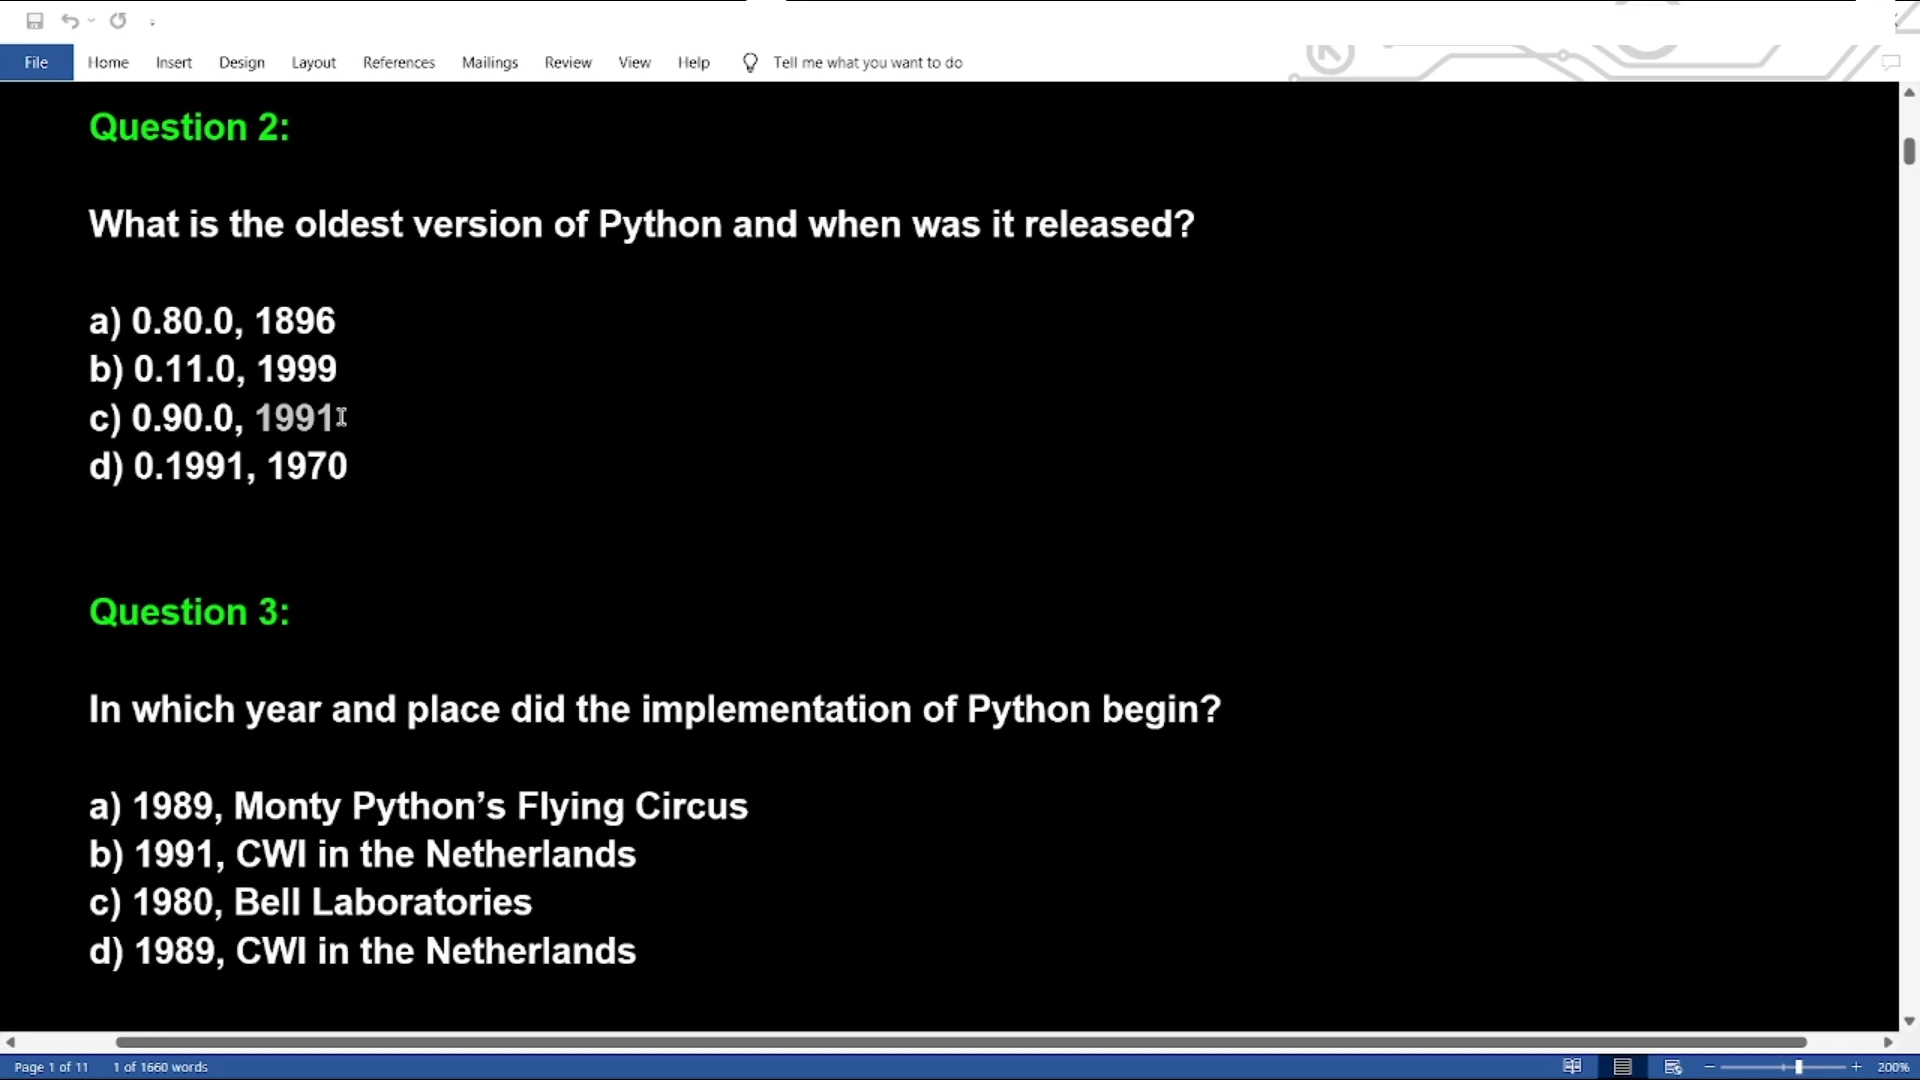 File Home Insert Design Layout References Mailings Review View Help Tell me what you want to do
Question 2:
What is the oldest version of Python and when was it released?
a) 0.80.0, 1896
b) 0.11.0, 1999
c) 0.90.0, 1991
d) 0.1991, 1970
Question 3:
In which year and place did the implementation of Python begin?
a) 1989, Monty Python’s Flying Circus
b) 1991, CWI in the Netherlands
c) 1980, Bell Laboratories
d) 1989, CWI in the Netherlands
Page 1 of 11 1 of 1660 words 200%